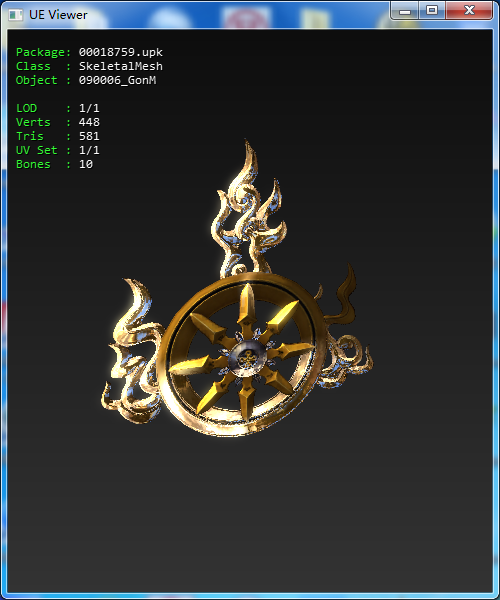 UE Viewer
Package: 00018759.upk
Class : SkeletalMesh
Object : 090006_GonM
LOD : 1/1
Verts : 448
Tris : 581
UV Set : 1/1
Bones : 10